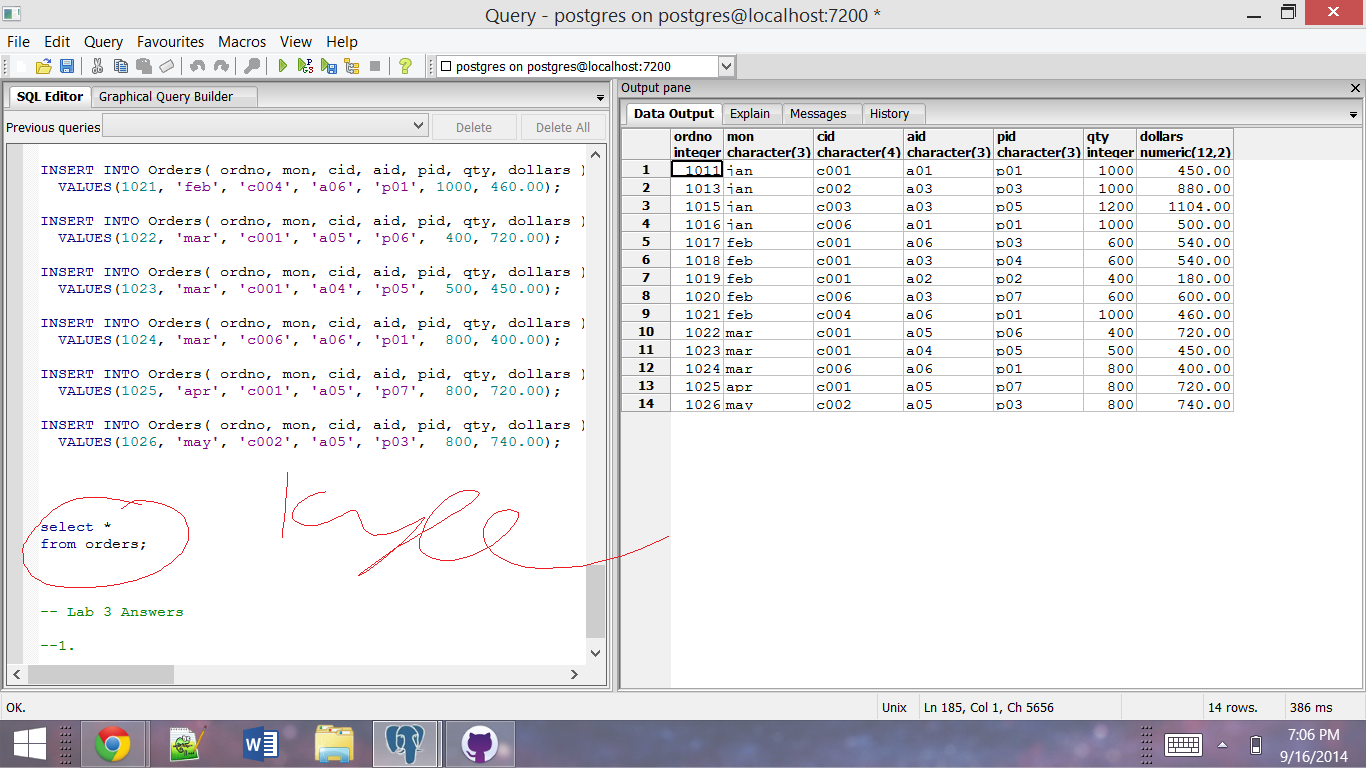 Query - postgres on postgres@localhost:7200 *
File Edit Query Favourites Macros View Help
postgres on postgres@localhost:7200
SQL Editor Graphical Query Builder
Previous queries Delete Delete All
INSERT INTO Orders( ordno, mon, cid, aid, pid, qty, dollars )
VALUES(1021, 'feb', 'c004', 'a06', 'p01', 1000, 460.00);
INSERT INTO Orders( ordno, mon, cid, aid, pid, qty, dollars )
VALUES(1022, 'mar', 'c001', 'a05', 'p06', 400, 720.00);
INSERT INTO Orders( ordno, mon, cid, aid, pid, qty, dollars )
VALUES(1023, 'mar', 'c001', 'a04', 'p05', 500, 450.00);
INSERT INTO Orders( ordno, mon, cid, aid, pid, qty, dollars )
VALUES(1024, 'mar', 'c006', 'a06', 'p01', 800, 400.00);
INSERT INTO Orders( ordno, mon, cid, aid, pid, qty, dollars )
VALUES(1025, 'apr', 'c001', 'a05', 'p07', 800, 720.00);
INSERT INTO Orders( ordno, mon, cid, aid, pid, qty, dollars )
VALUES(1026, 'may', 'c002', 'a05', 'p03', 800, 740.00);
Kyle
select *
from orders;
-- Lab 3 Answers
--1.
Output pane
Data Output Explain Messages History
ordno mon cid aid pid qty dollars
integer character(3) character(4) character(3) character(3) integer numeric(12,2)
1 1011 jan c001 a01 p01 1000 450.00
2 1013 jan c002 a03 p03 1000 880.00
3 1015 jan c003 a03 p05 1200 1104.00
4 1016 jan c006 a01 p01 1000 500.00
5 1017 feb c001 a06 p03 600 540.00
6 1018 feb c001 a03 p04 600 540.00
7 1019 feb c001 a02 p02 400 180.00
8 1020 feb c006 a03 p07 600 600.00
9 1021 feb c004 a06 p01 1000 460.00
10 1022 mar c001 a05 p06 400 720.00
11 1023 mar c001 a04 p05 500 450.00
12 1024 mar c006 a06 p01 800 400.00
13 1025 apr c001 a05 p07 800 720.00
14 1026 may c002 a05 p03 800 740.00
OK. Unix Ln 185, Col 1, Ch 5656 14 rows. 386 ms
7:06 PM
9/16/2014